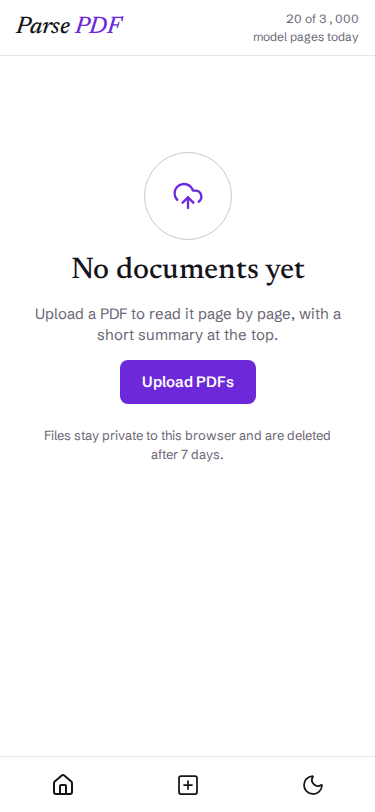 Parse PDF
20 of 3,000
model pages today
No documents yet
Upload a PDF to read it page by page, with a
short summary at the top.
Upload PDFs
Files stay private to this browser and are deleted
after 7 days.